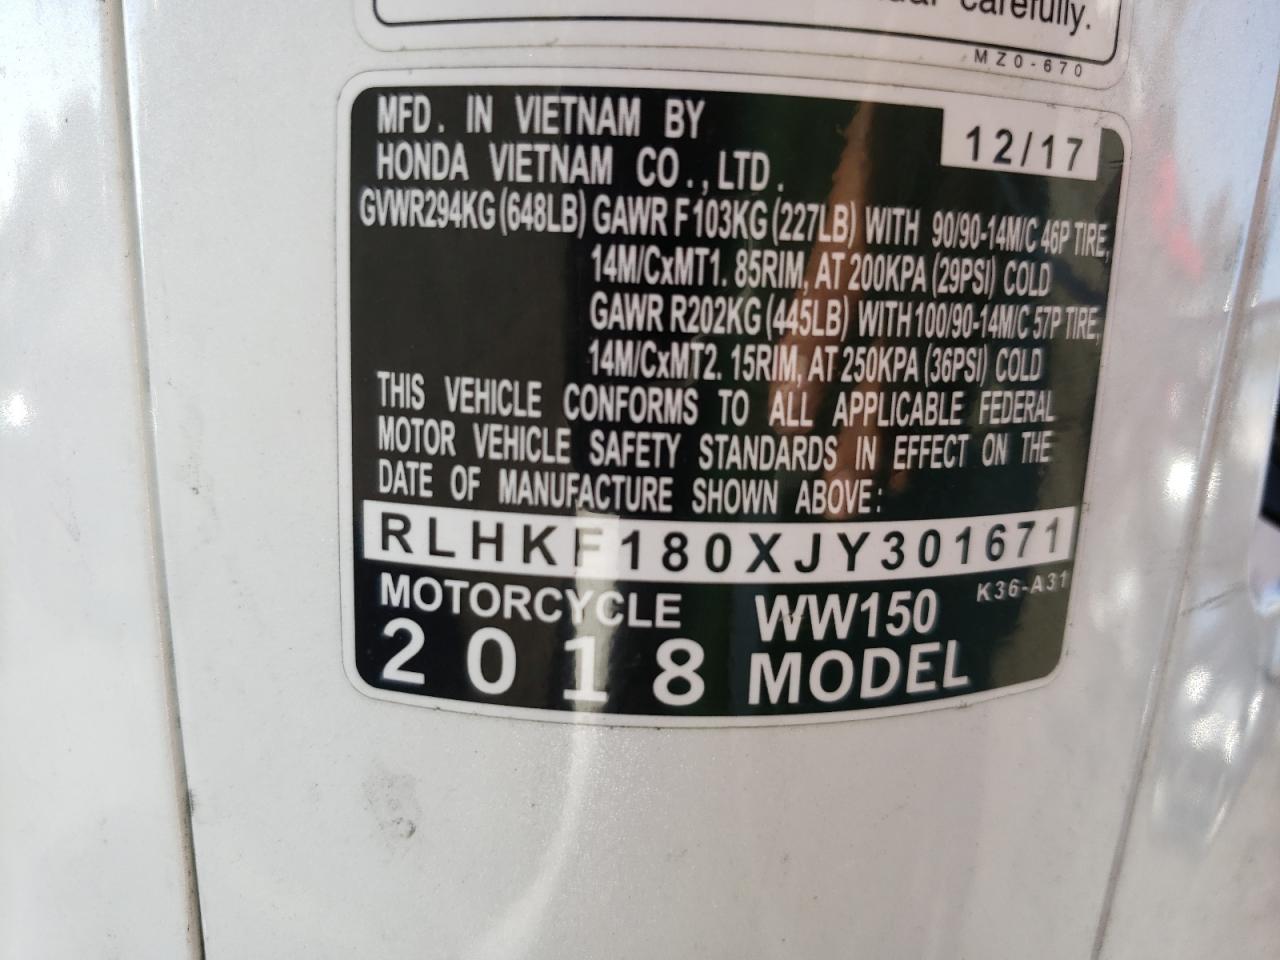 carefully.
MZ0-670
MFD. IN VIETNAM BY
12/17
HONDA VIETNAM CO.,LTD.
GVWR294KG(648LB) GAWR F103KG(227LB) WITH 90/90-14M/C 46P TIRE,
14M/CxMT1. 85RIM, AT 200KPA (29PSI) COLD
GAWR R202KG(445LB) WITH100/90-14M/C 57P TIRE,
14M/CxMT2. 15RIM, AT 250KPA (36PSI) COLD
THIS VEHICLE CONFORMS TO ALL APPLICABLE FEDERAL
MOTOR VEHICLE SAFETY STANDARDS IN EFFECT ON THE
DATE OF MANUFACTURE SHOWN ABOVE:
RLHKF180XJY301671
K36-A31
MOTORCYCLE WW150
2018 MODEL